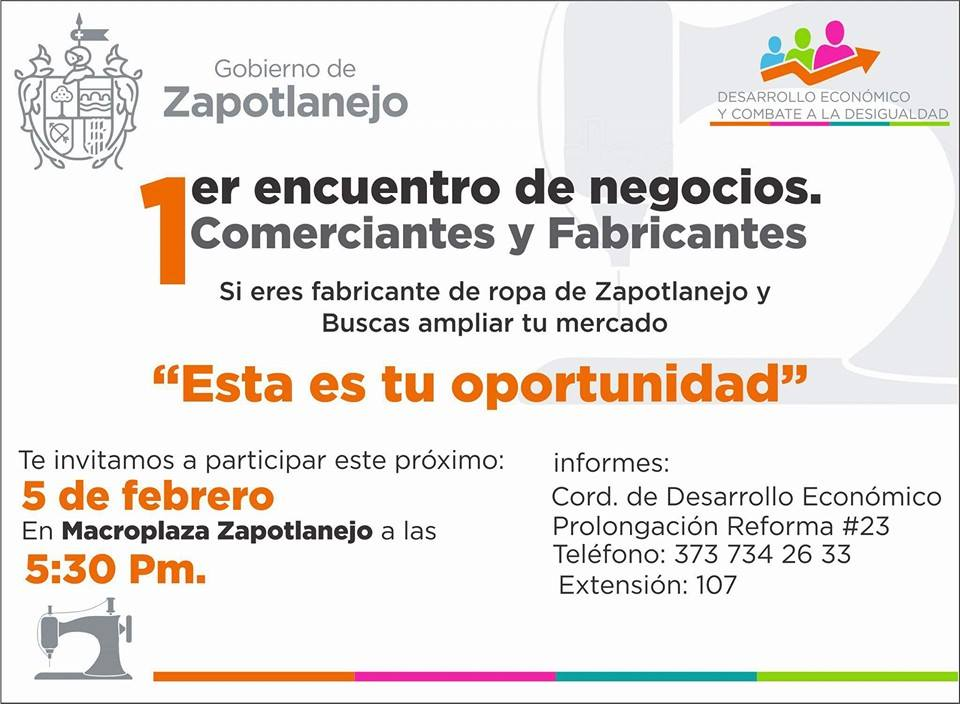 Gobierno de
Zapotlanejo
DESARROLLO ECONÓMICO
Y COMBATE A LA DESIGUALDAD
1er encuentro de negocios.
Comerciantes y Fabricantes
Si eres fabricante de ropa de Zapotlanejo y
Buscas ampliar tu mercado
“Esta es tu oportunidad”
Te invitamos a participar este próximo:
5 de febrero
En Macroplaza Zapotlanejo a las
5:30 Pm.
informes:
Cord. de Desarrollo Económico
Prolongación Reforma #23
Teléfono: 373 734 26 33
Extensión: 107